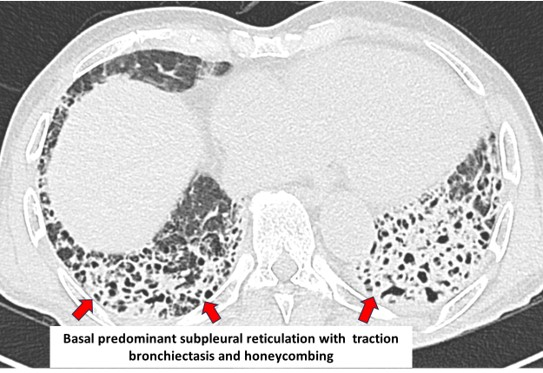 Basal predominant subpleural reticulation with traction
bronchiectasis and honeycombing